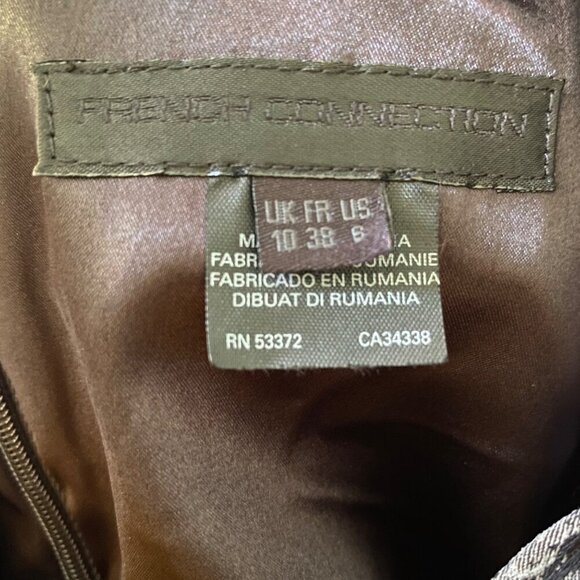 FRENCH CONNECTION
UK FR US
10 38 6
FABRICADO EN RUMANIA
DIBUAT DI RUMANIA
RN 53372 CA34338